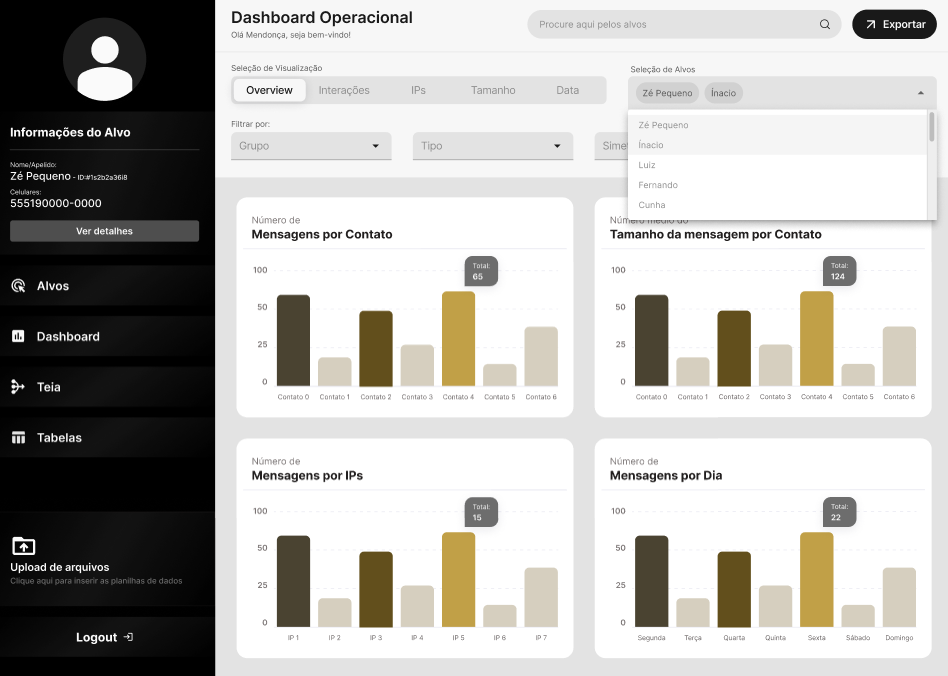 Informações do Alvo
Nome/Apelido:
Zé Pequeno - ID:#1s2b2a36i8
Celulares:
555190000-0000
Ver detalhes
Alvos
Dashboard
Teia
Tabelas
Upload de arquivos
Clique aqui para inserir as planilhas de dados
Logout
Dashboard Operacional
Olá Mendonça, seja bem-vindo!
Procure aqui pelos alvos
Exportar
Seleção de Visualização
Overview Interações IPs Tamanho Data
Seleção de Alvos
Zé Pequeno Ínacio
Zé Pequeno
Ínacio
Luiz
Fernando
Cunha
Filtrar por:
Grupo Tipo Sime
Número de
Mensagens por Contato
Total:
65
100
50
25
0
Contato 0 Contato 1 Contato 2 Contato 3 Contato 4 Contato 5 Contato 6
Número médio do
Tamanho da mensagem por Contato
Total:
124
100
50
25
0
Contato 0 Contato 1 Contato 2 Contato 3 Contato 4 Contato 5 Contato 6
Número de
Mensagens por IPs
Total:
15
100
50
25
0
IP 1 IP 2 IP 3 IP 4 IP 5 IP 6 IP 7
Número de
Mensagens por Dia
Total:
22
100
50
25
0
Segunda Terça Quarta Quinta Sexta Sábado Domingo